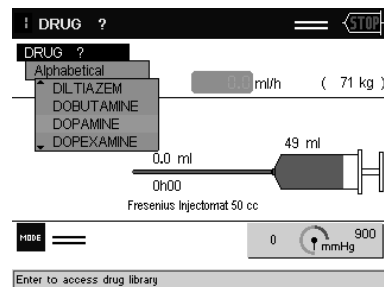 I DRUG ?
STOP
DRUG ?
Alphabetical
DILTIAZEM
DOBUTAMINE
DOPAMINE
DOPEXAMINE
0.0 ml/h
( 71 kg )
0.0 ml
49 ml
0h00
Fresenius Injectomat 50 cc
MODE
0
900
mmHg
Enter to access drug library